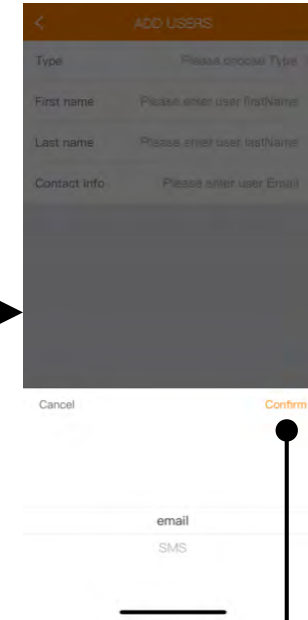 ADD USERS
Type Please choose Type
First name Please enter user firstName
Last name Please enter user lastName
Contact Info Please enter user Email
Cancel Confirm
email
SMS